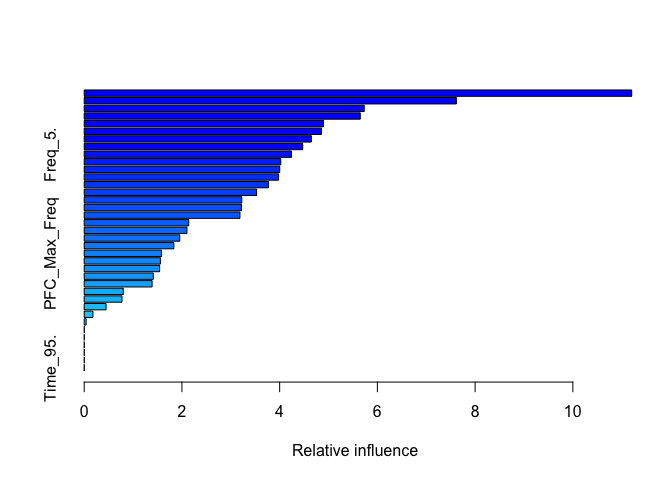 Freq_5.
PFC_Max_Freq
Time_95.
0 2 4 6 8 10
Relative influence